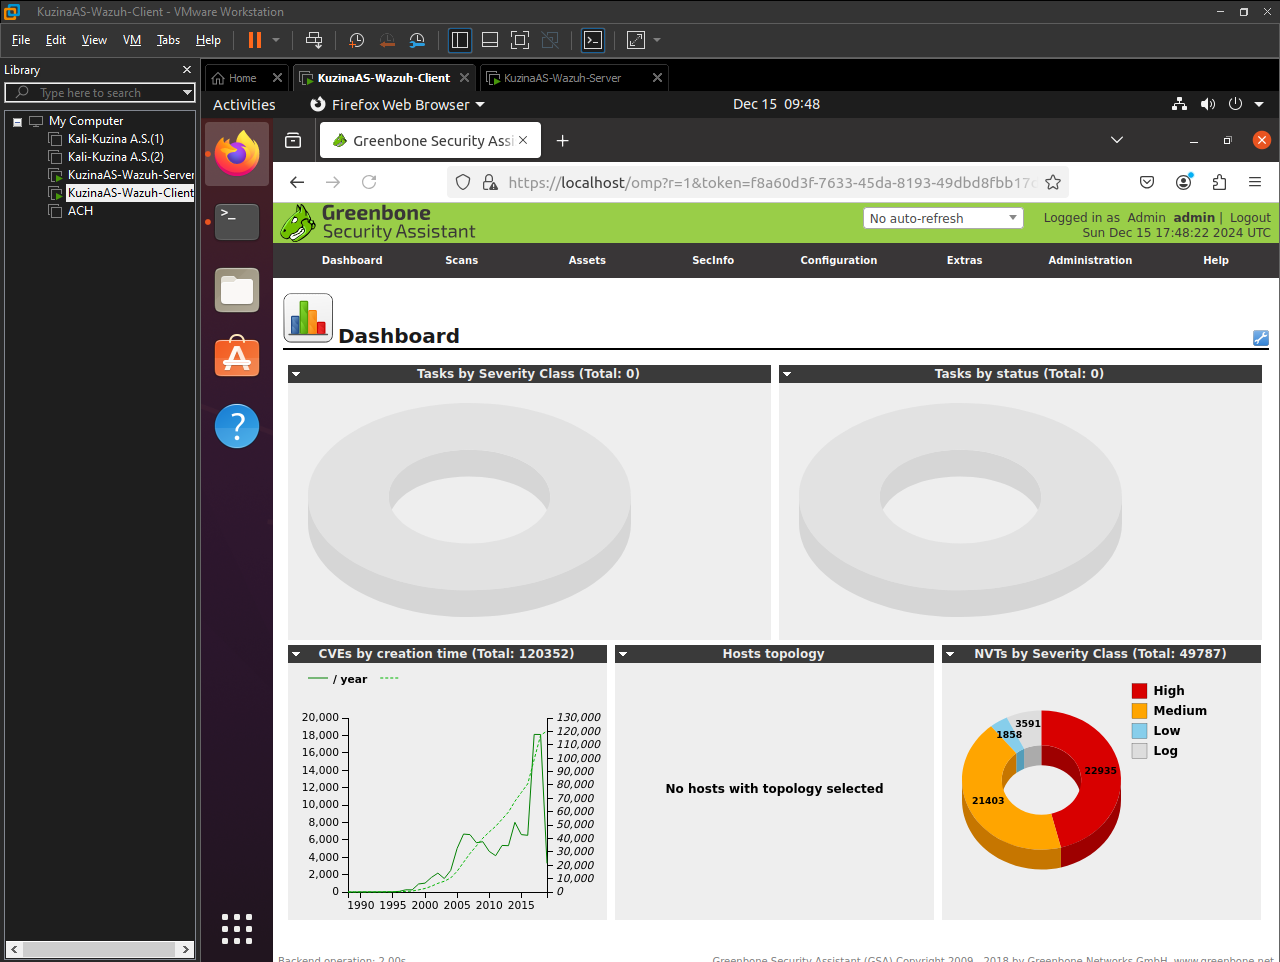 KuzinaAS-Wazuh-Client - VMware Workstation
File Edit View VM Tabs Help
Library
Type here to search
My Computer
Kali-Kuzina A.S.(1)
Kali-Kuzina A.S.(2)
KuzinaAS-Wazuh-Server
KuzinaAS-Wazuh-Client
ACH
Home KuzinaAS-Wazuh-Client KuzinaAS-Wazuh-Server
Activities Firefox Web Browser Dec 15 09:48
Greenbone Security Assi
https://localhost/omp?r=1&token=f8a60d3f-7633-45da-8193-49dbd8fbb17c
Greenbone
Security Assistant
No auto-refresh
Logged in as Admin admin | Logout
Sun Dec 15 17:48:22 2024 UTC
Dashboard Scans Assets SecInfo Configuration Extras Administration Help
Dashboard
Tasks by Severity Class (Total: 0)
Tasks by status (Total: 0)
CVEs by creation time (Total: 120352)
/ year
20,000
18,000
16,000
14,000
12,000
10,000
8,000
6,000
4,000
2,000
0
130,000
120,000
110,000
100,000
90,000
80,000
70,000
60,000
50,000
40,000
30,000
20,000
10,000
0
1990 1995 2000 2005 2010 2015
Hosts topology
No hosts with topology selected
NVTs by Severity Class (Total: 49787)
High
Medium
Low
Log
3591
1858
22935
21403
Backend operation: 2.00s
Greenbone Security Assistant (GSA) Copyright 2009 - 2018 by Greenbone Networks GmbH, www.greenbone.net